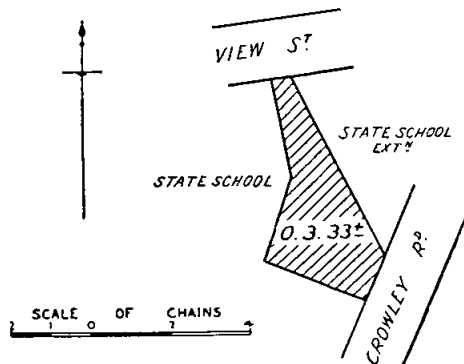 VIEW Sᵀ
STATE SCHOOL
EXTᴺ
STATE SCHOOL
0.3.33±
CROWLEY Rᴰ.
SCALE OF CHAINS
2 1 0 2 4